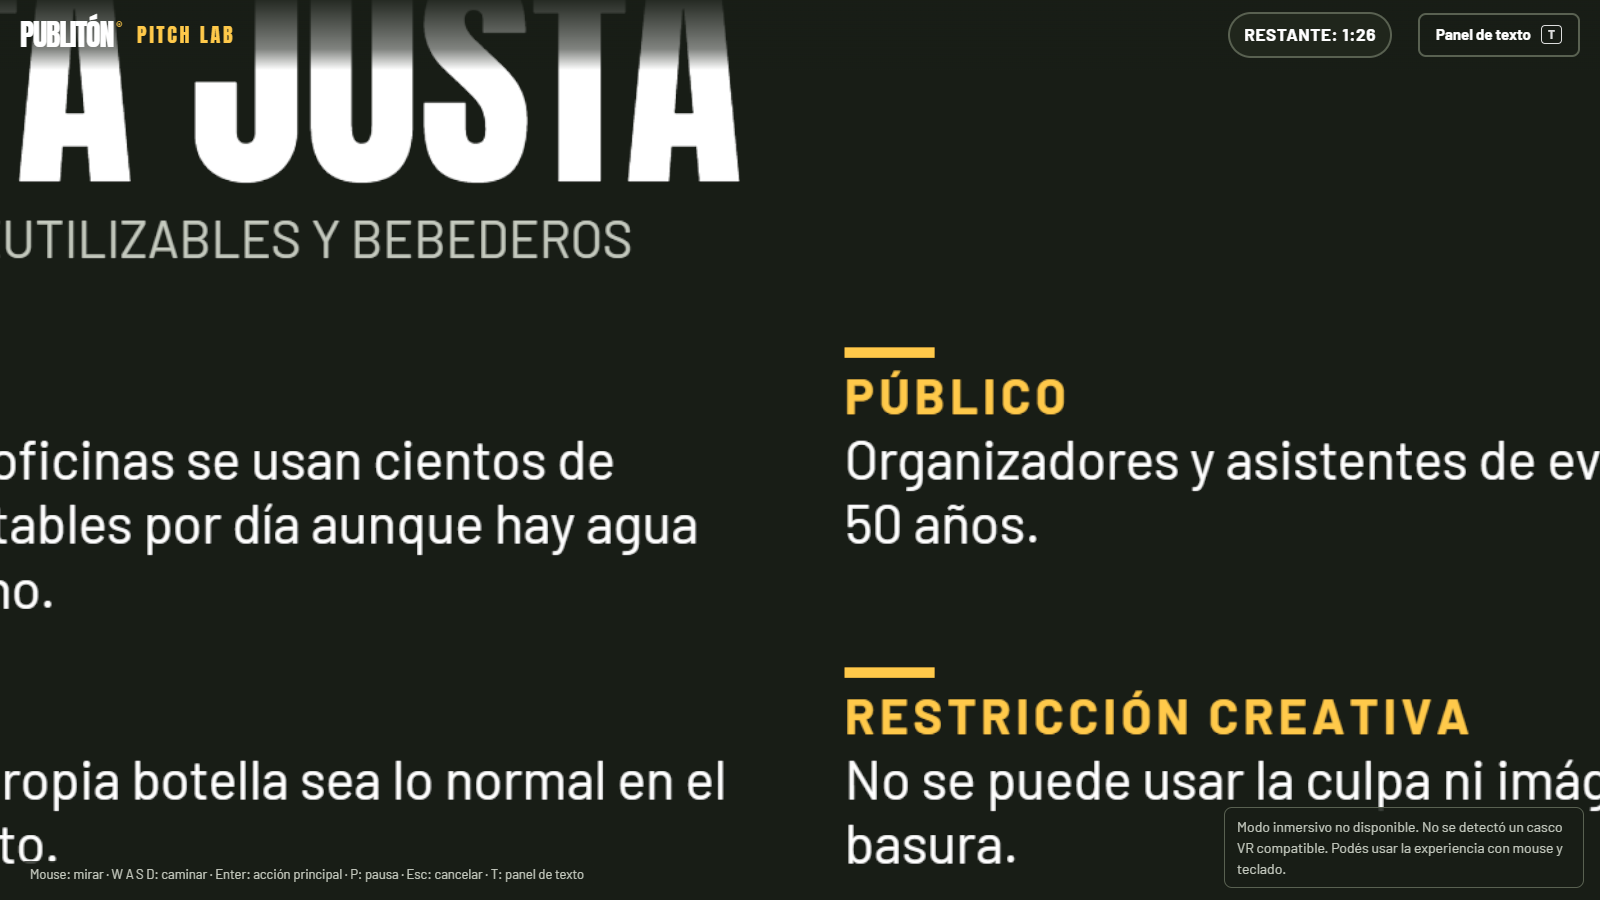 PUBLITÓN® PITCH LAB
RESTANTE: 1:26
Panel de texto T
TA JUSTA
EUTILIZABLES Y BEBEDEROS
oficinas se usan cientos de
tables por día aunque hay agua
no.
ropia botella sea lo normal en el
to.
PÚBLICO
Organizadores y asistentes de ev
50 años.
RESTRICCIÓN CREATIVA
No se puede usar la culpa ni imág
basura.
Mouse: mirar · W A S D: caminar · Enter: acción principal · P: pausa · Esc: cancelar · T: panel de texto
Modo inmersivo no disponible. No se detectó un casco
VR compatible. Podés usar la experiencia con mouse y
teclado.